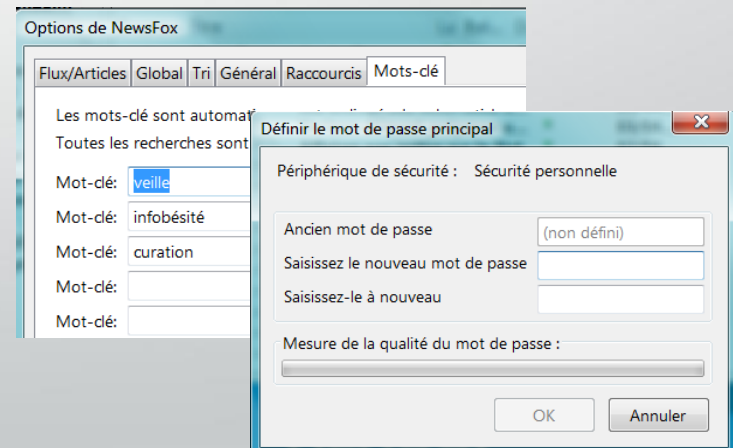 Options de NewsFox
Flux/Articles Global Tri Général Raccourcis Mots-clé
Les mots-clé sont
Toutes les recherches sont
Mot-clé: veille
Mot-clé: infobésité
Mot-clé: curation
Mot-clé:
Mot-clé:
Définir le mot de passe principal
Périphérique de sécurité : Sécurité personnelle
Ancien mot de passe (non défini)
Saisissez le nouveau mot de passe
Saisissez-le à nouveau
Mesure de la qualité du mot de passe :
OK Annuler